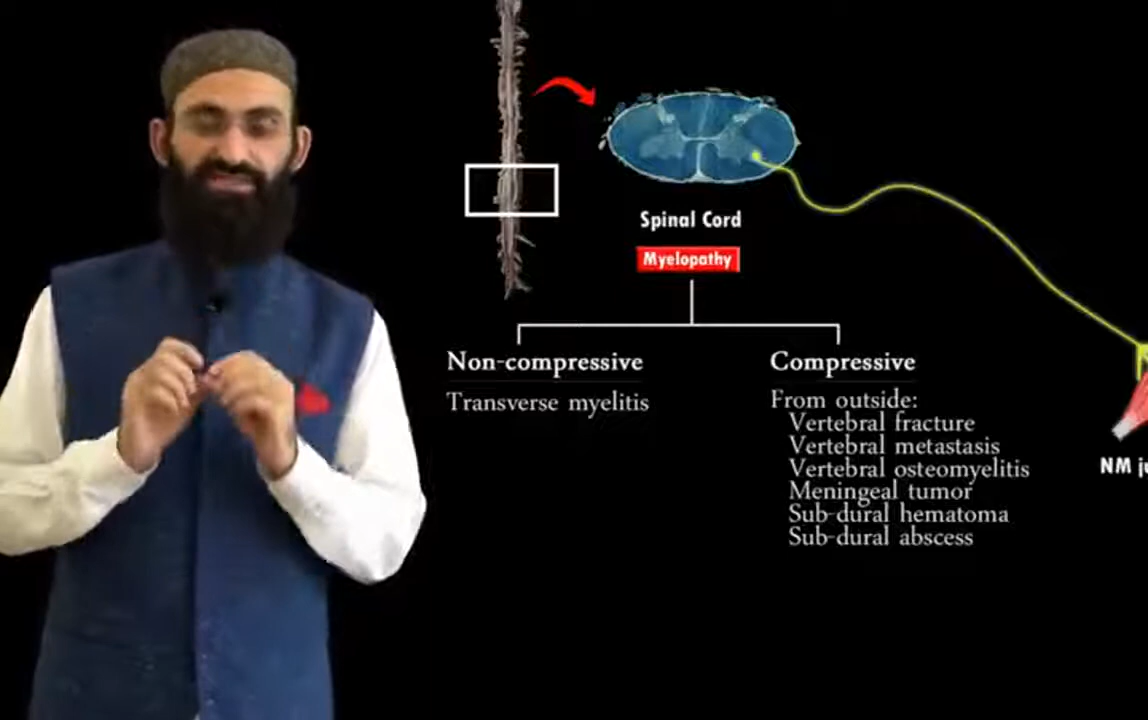 Spinal Cord
Myelopathy
Non-compressive
Transverse myelitis
Compressive
From outside:
Vertebral fracture
Vertebral metastasis
Vertebral osteomyelitis
Meningeal tumor
Sub-dural hematoma
Sub-dural abscess
NM